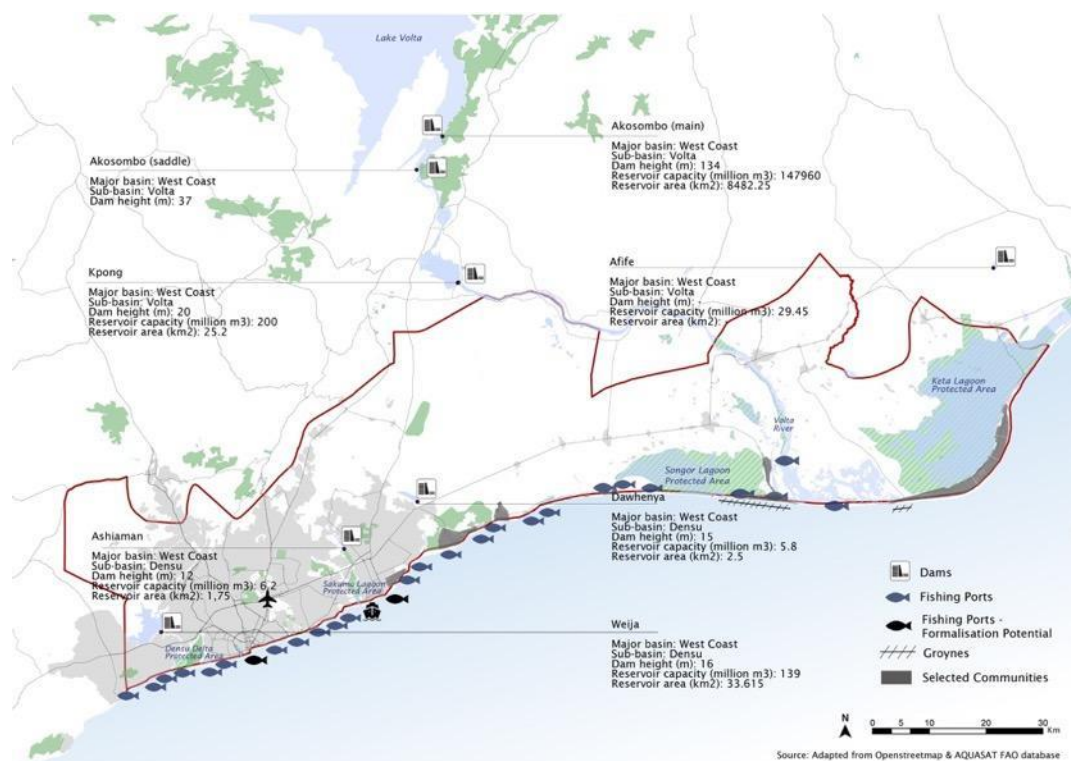 Lake Volta
Akosombo (main)
Major basin: West Coast
Sub-basin: Volta
Dam height (m): 134
Reservoir capacity (million m3): 147960
Reservoir area (km2): 8482.25
Akosombo (saddle)
Major basin: West Coast
Sub-basin: Volta
Dam height (m): 37
Kpong
Major basin: West Coast
Sub-basin: Volta
Dam height (m): 20
Reservoir capacity (million m3): 200
Reservoir area (km2): 25.2
Afife
Major basin: West Coast
Sub-basin: Volta
Dam height (m): -
Reservoir capacity (million m3): 29.45
Reservoir area (km2): -
Keta Lagoon
Protected Area
Volta
River
Songor Lagoon
Protected Area
Dawhenya
Major basin: West Coast
Sub-basin: Densu
Dam height (m): 15
Reservoir capacity (million m3): 5.8
Reservoir area (km2): 2.5
Ashiaman
Major basin: West Coast
Sub-basin: Densu
Dam height (m): 12
Reservoir capacity (million m3): 6.2
Reservoir area (km2): 1,75
Sakumu Lagoon
Protected Area
Densu Delta
Protected Area
Weija
Major basin: West Coast
Sub-basin: Densu
Dam height (m): 16
Reservoir capacity (million m3): 139
Reservoir area (km2): 33.615
Dams
Fishing Ports
Fishing Ports -
Formalisation Potential
Groynes
Selected Communities
N
0 5 10 20 30
Km
Source: Adapted from Openstreetmap & AQUASAT FAO database